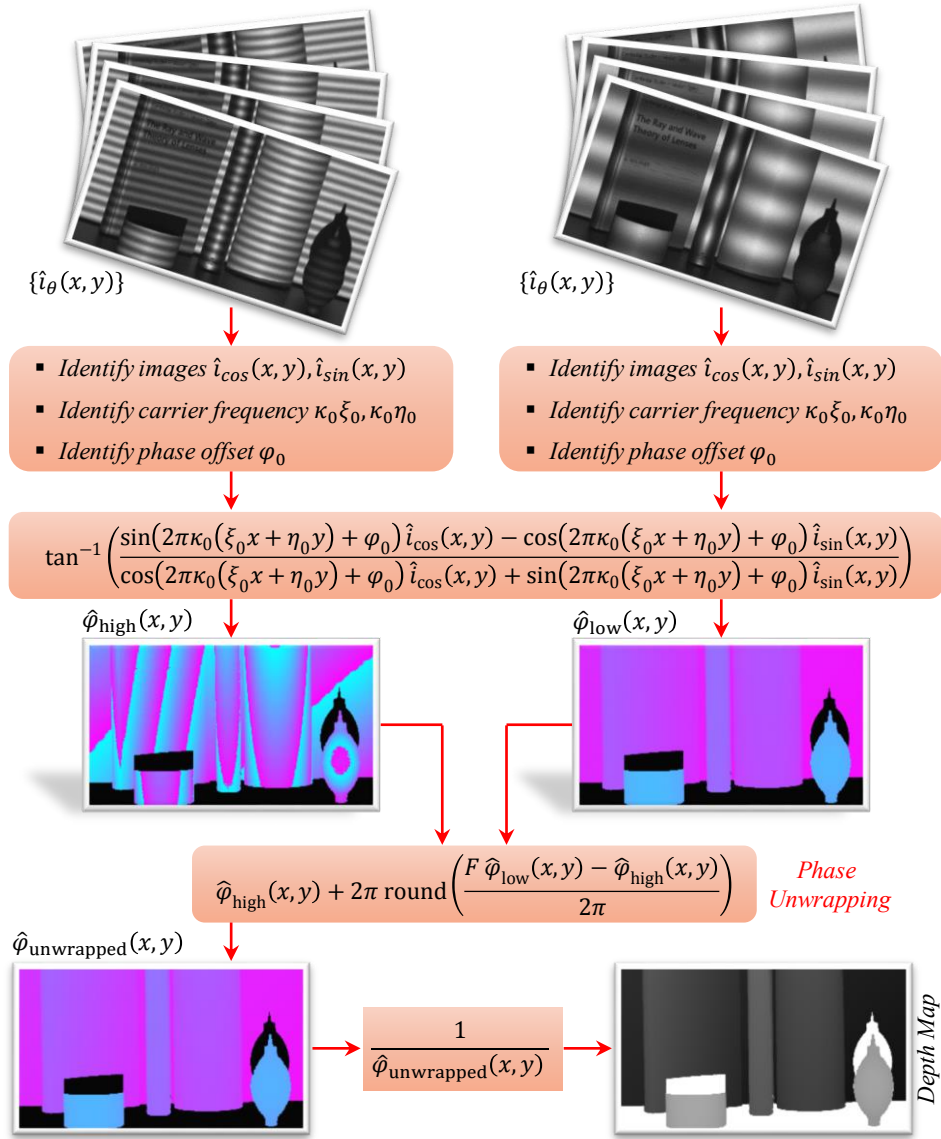 The Ray and Wave
Theory of Lenses
The Ray and Wave
Theory of Lenses
{î_θ(x, y)}
{î_θ(x, y)}
▪ Identify images î_cos(x, y), î_sin(x, y)
▪ Identify carrier frequency κ₀ξ₀, κ₀η₀
▪ Identify phase offset φ₀
▪ Identify images î_cos(x, y), î_sin(x, y)
▪ Identify carrier frequency κ₀ξ₀, κ₀η₀
▪ Identify phase offset φ₀
tan⁻¹ ( (sin(2πκ₀(ξ₀x + η₀y) + φ₀) î_cos(x, y) − cos(2πκ₀(ξ₀x + η₀y) + φ₀) î_sin(x, y)) / (cos(2πκ₀(ξ₀x + η₀y) + φ₀) î_cos(x, y) + sin(2πκ₀(ξ₀x + η₀y) + φ₀) î_sin(x, y)) )
φ̂_high(x, y)
φ̂_low(x, y)
φ̂_high(x, y) + 2π round( (F φ̂_low(x, y) − φ̂_high(x, y)) / 2π )
Phase
Unwrapping
φ̂_unwrapped(x, y)
1 / φ̂_unwrapped(x, y)
Depth Map